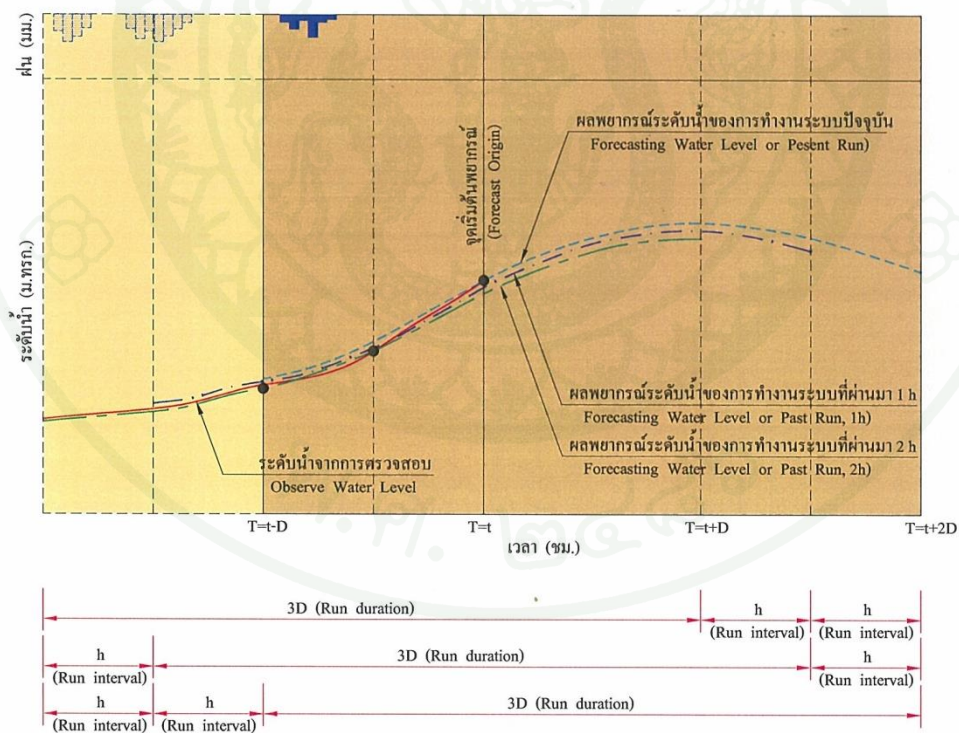 ฝน (มม.)
ระดับน้ำ (ม.ทรก.)
จุดเริ่มต้นพยากรณ์
(Forecast Origin)
ผลพยากรณ์ระดับน้ำของการทำงานระบบปัจจุบัน
Forecasting Water Level or Pesent Run)
ผลพยากรณ์ระดับน้ำของการทำงานระบบที่ผ่านมา 1 h
Forecasting Water Level or Past Run, 1h)
ผลพยากรณ์ระดับน้ำของการทำงานระบบที่ผ่านมา 2 h
Forecasting Water Level or Past Run, 2h)
ระดับน้ำจากการตรวจสอบ
Observe Water Level
T=t-D T=t T=t+D T=t+2D
เวลา (ชม.)
3D (Run duration) h h
(Run interval) (Run interval)
h 3D (Run duration) h
(Run interval) (Run interval)
h h 3D (Run duration)
(Run interval) (Run interval)